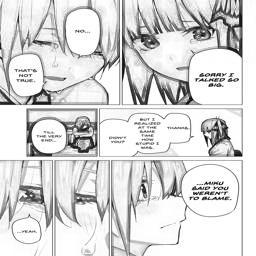 SORRY I
TALKED SO
BIG.
NO...
THAT'S
NOT TRUE.
THANKS.
BUT I
REALIZED
AT THE
SAME
TIME
HOW
STUPID I
WAS.
DIDN'T
YOU?
TILL
THE VERY
END...
...MIKU
SAID YOU
WEREN'T
TO BLAME.
...YEAH.